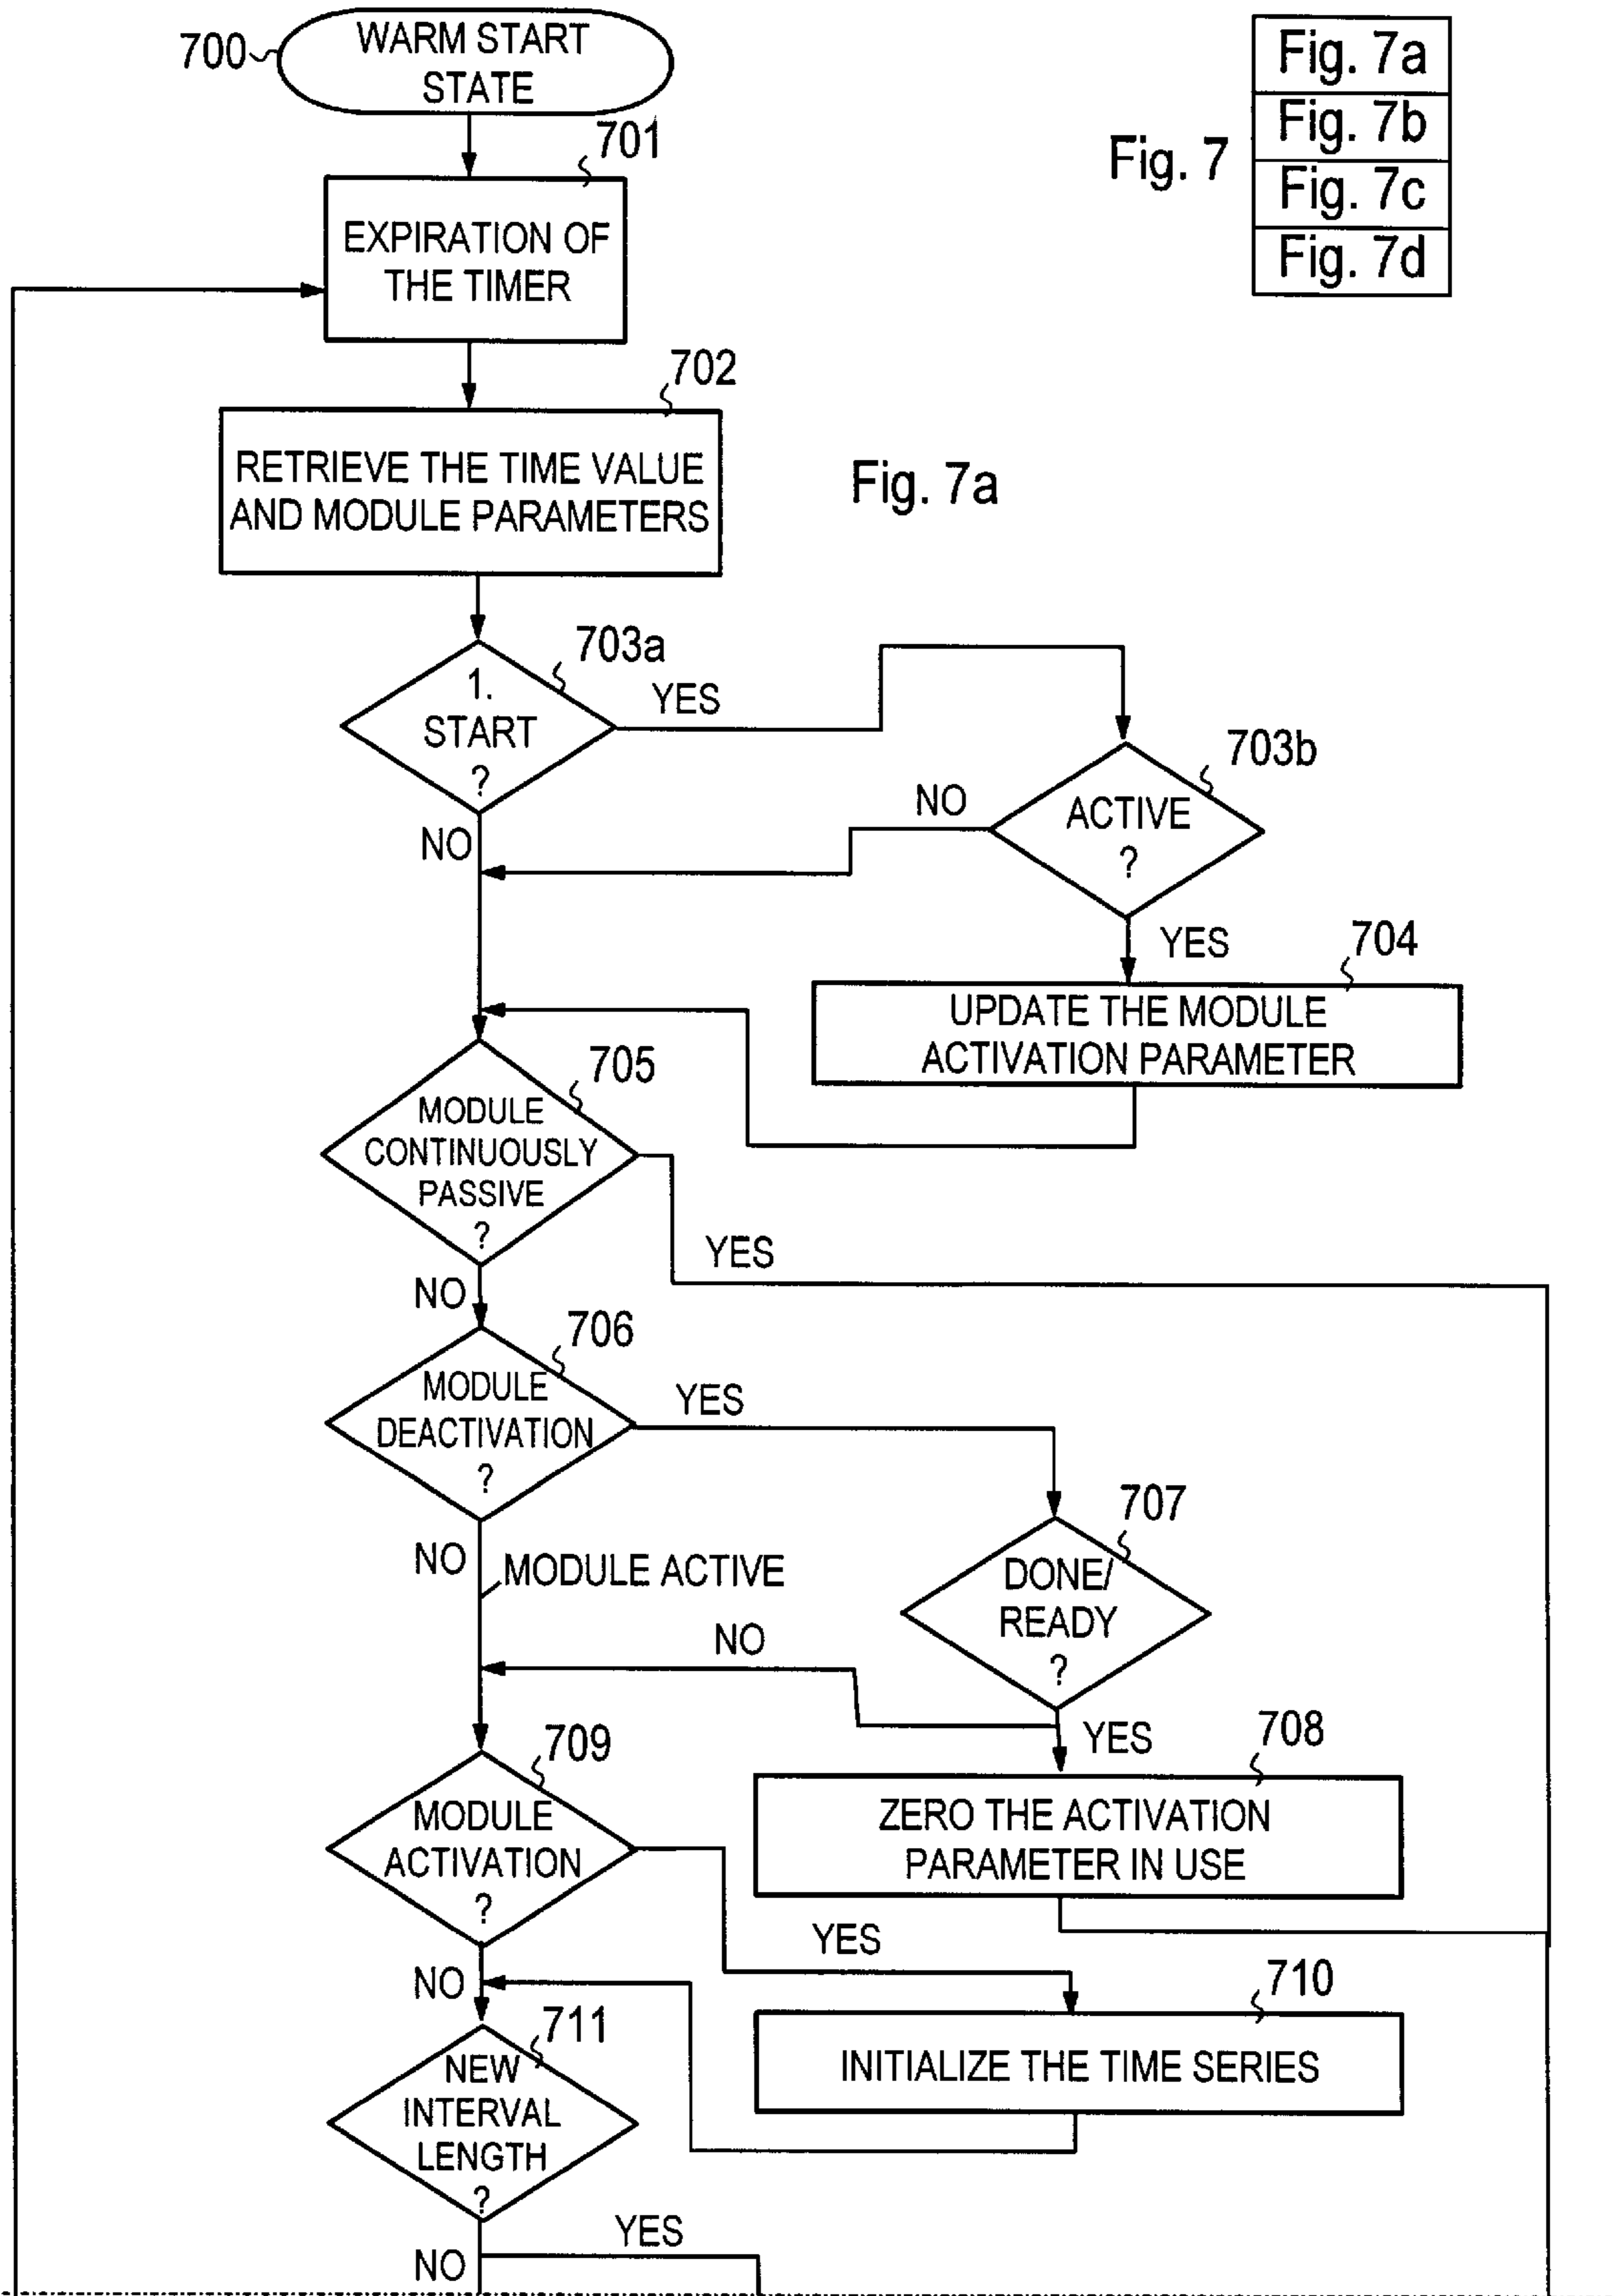 700
WARM START
STATE
Fig. 7
Fig. 7a
Fig. 7b
Fig. 7c
Fig. 7d
701
EXPIRATION OF
THE TIMER
702
RETRIEVE THE TIME VALUE
AND MODULE PARAMETERS
Fig. 7a
703a
1.
START
?
YES
NO
703b
ACTIVE
?
NO
YES
704
UPDATE THE MODULE
ACTIVATION PARAMETER
705
MODULE
CONTINUOUSLY
PASSIVE
?
YES
NO
706
MODULE
DEACTIVATION
?
YES
NO
MODULE ACTIVE
707
DONE/
READY
?
NO
YES
708
ZERO THE ACTIVATION
PARAMETER IN USE
709
MODULE
ACTIVATION
?
YES
NO
710
INITIALIZE THE TIME SERIES
711
NEW
INTERVAL
LENGTH
?
YES
NO